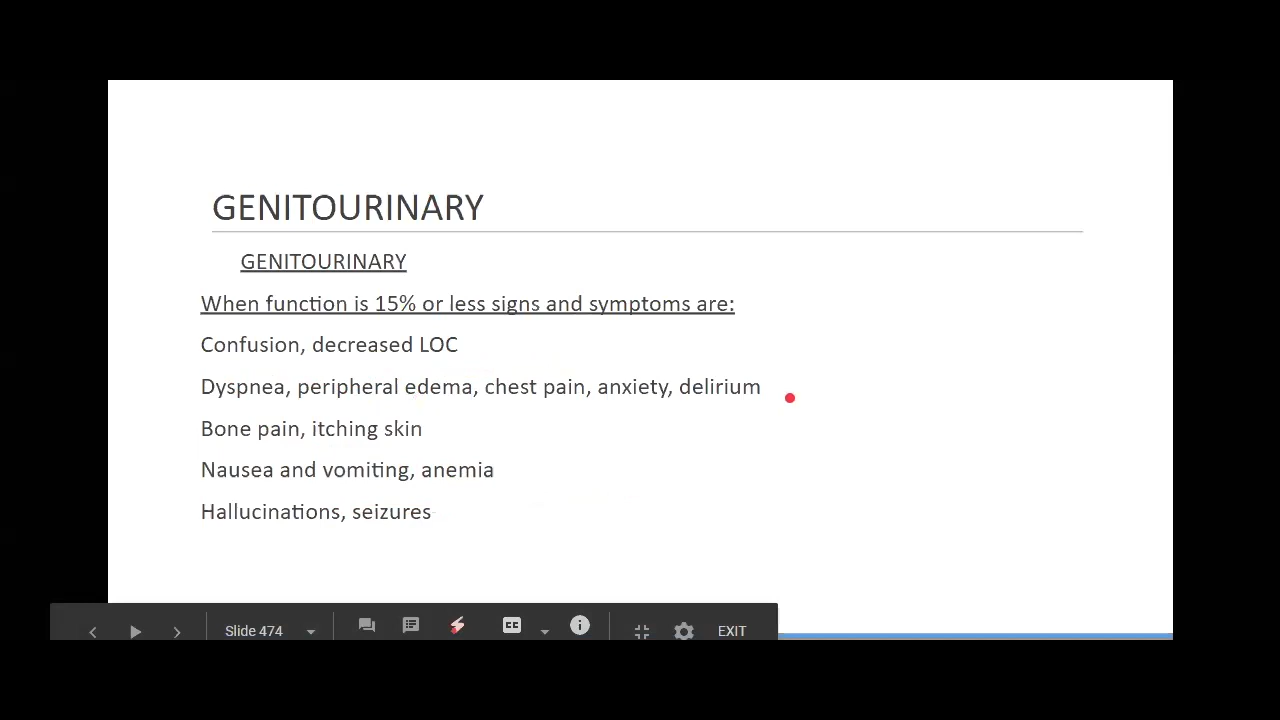 GENITOURINARY
GENITOURINARY
When function is 15% or less signs and symptoms are:
Confusion, decreased LOC
Dyspnea, peripheral edema, chest pain, anxiety, delirium
Bone pain, itching skin
Nausea and vomiting, anemia
Hallucinations, seizures
Slide 474 CC EXIT